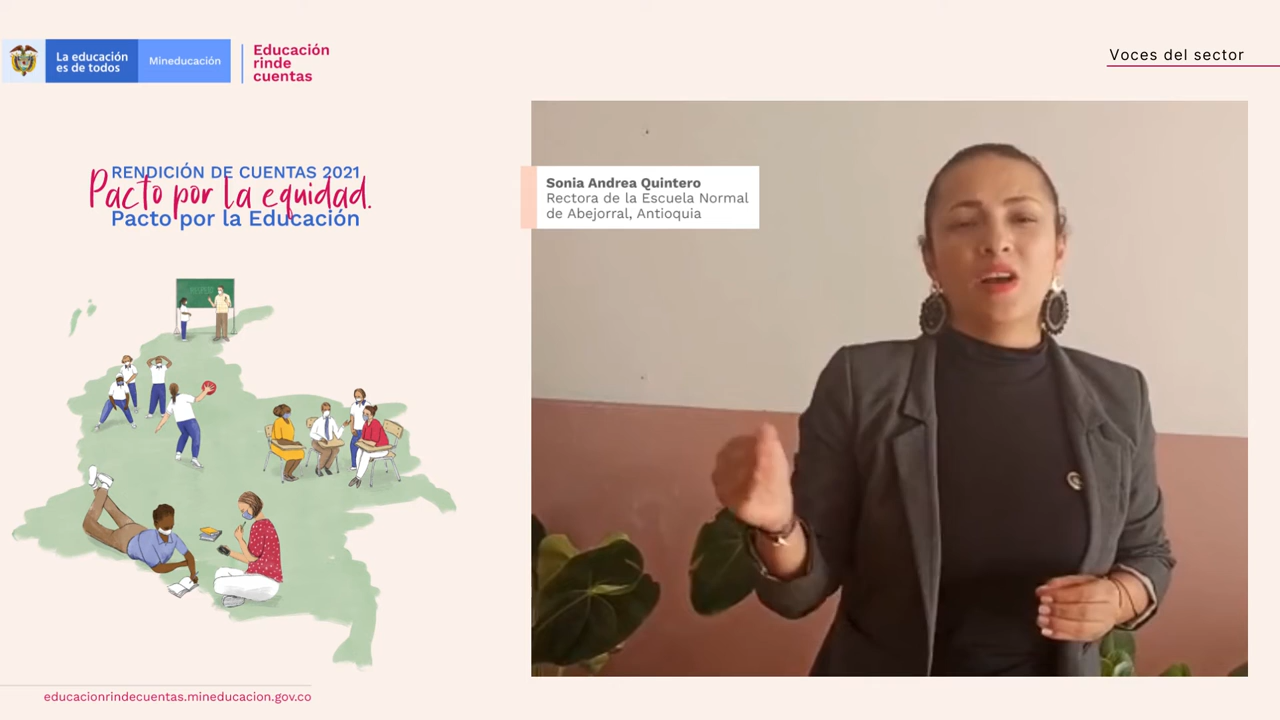 La educación
es de todos
Mineducación
Educación
rinde
cuentas
Voces del sector
RENDICIÓN DE CUENTAS 2021
Pacto por la equidad.
Pacto por la Educación
Sonia Andrea Quintero
Rectora de la Escuela Normal
de Abejorral, Antioquia
educacionrindecuentas.mineducacion.gov.co